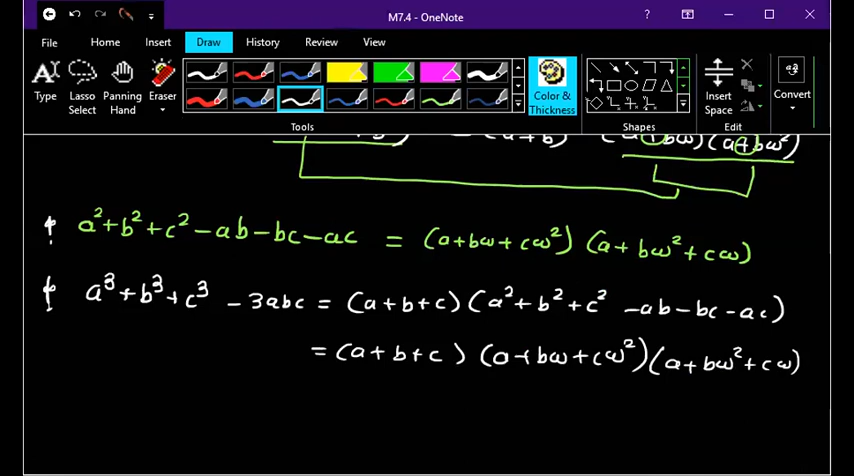 M7.4 - OneNote
?
File Home Insert Draw History Review View
Type Lasso Select Panning Hand Eraser Color & Thickness Insert Space Convert
Tools Shapes Edit
(a+b) (a+bω)(a+bω²)
a²+b²+c²-ab-bc-ac = (a+bω+cω²) (a+bω²+cω)
a³+b³+c³ -3abc = (a+b+c)(a²+b²+c² -ab-bc-ac)
= (a+b+c) (a+bω+cω²)(a+bω²+cω)